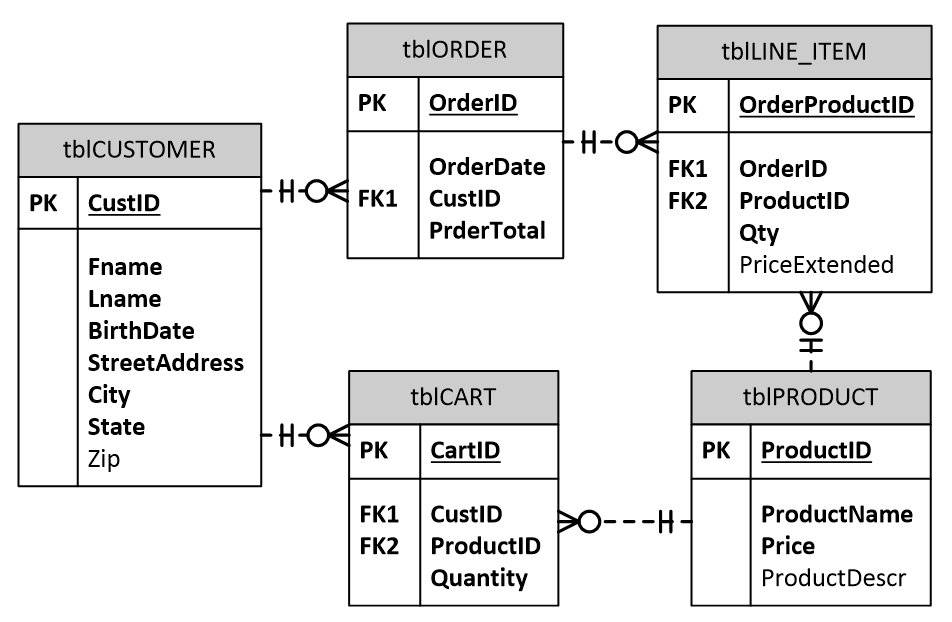 tblCUSTOMER
PK CustID
Fname
Lname
BirthDate
StreetAddress
City
State
Zip
tblORDER
PK OrderID
OrderDate
FK1 CustID
PrderTotal
tblLINE_ITEM
PK OrderProductID
FK1 OrderID
FK2 ProductID
Qty
PriceExtended
tblCART
PK CartID
FK1 CustID
FK2 ProductID
Quantity
tblPRODUCT
PK ProductID
ProductName
Price
ProductDescr